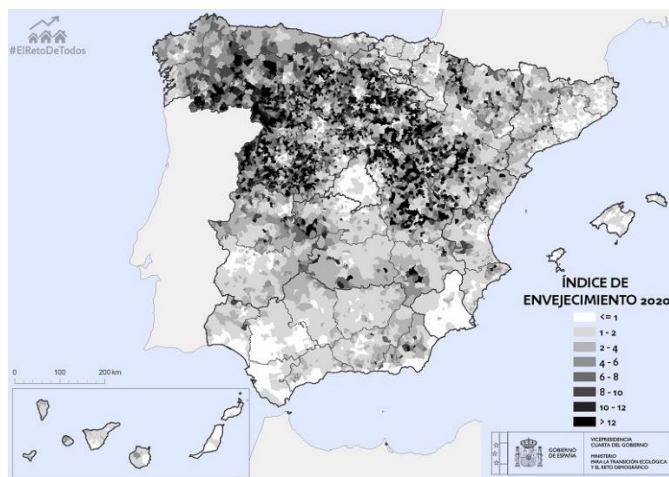 #ElRetoDeTodos
ÍNDICE DE
ENVEJECIMIENTO 2020
<= 1
1 - 2
2 - 4
4 - 6
6 - 8
8 - 10
10 - 12
> 12
0 100 200 km
GOBIERNO
DE ESPAÑA
VICEPRESIDENCIA
CUARTA DEL GOBIERNO
MINISTERIO
PARA LA TRANSICIÓN ECOLÓGICA
Y EL RETO DEMOGRÁFICO